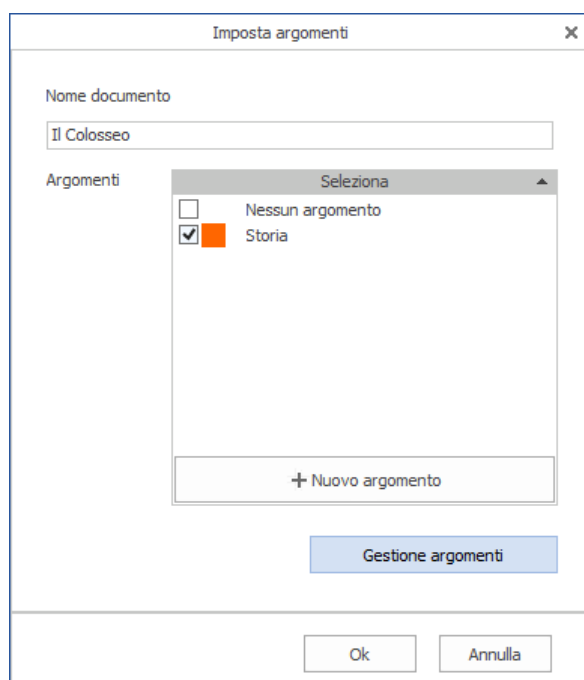 Imposta argomenti
Nome documento
Il Colosseo
Argomenti
Seleziona
Nessun argomento
Storia
+ Nuovo argomento
Gestione argomenti
Ok
Annulla